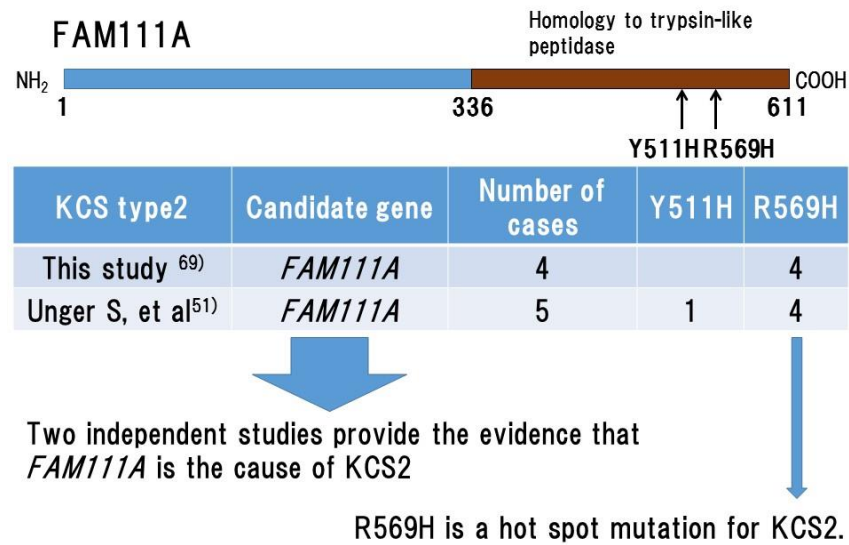 FAM111A
Homology to trypsin-like
peptidase
NH2
COOH
1
336
611
Y511H R569H
KCS type2 Candidate gene Number of cases Y511H R569H
This study 69) FAM111A 4 4
Unger S, et al51) FAM111A 5 1 4
Two independent studies provide the evidence that
FAM111A is the cause of KCS2
R569H is a hot spot mutation for KCS2.